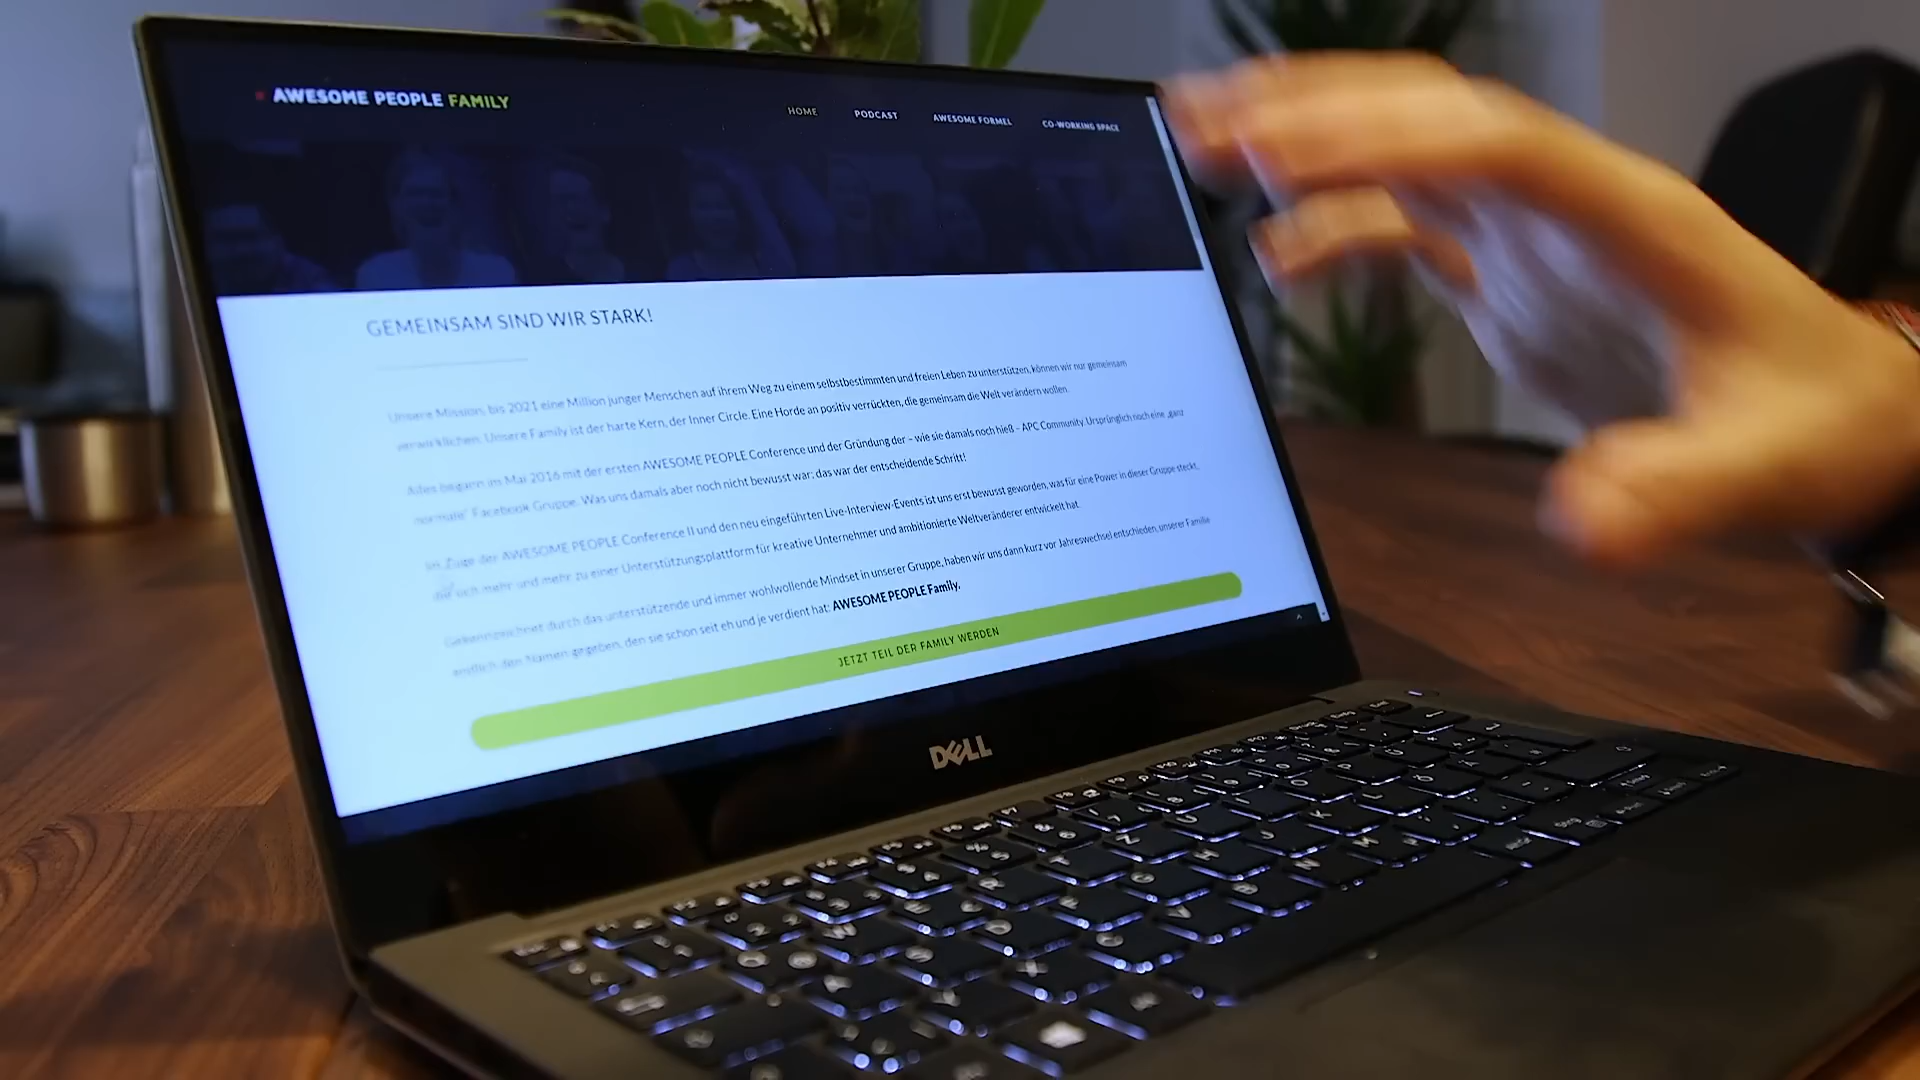 AWESOME PEOPLE FAMILY
HOME PODCAST AWESOME FORMEL CO-WORKING SPACE
GEMEINSAM SIND WIR STARK!
Unsere Mission, bis 2021 eine Million junger Menschen auf ihrem Weg zu einem selbstbestimmten und freien Leben zu unterstützen, können wir nur gemeinsam
verwirklichen. Unsere Family ist der harte Kern, der Inner Circle. Eine Horde an positiv verrückten, die gemeinsam die Welt verändern wollen.
Alles begann im Mai 2016 mit der ersten AWESOME PEOPLE Conference und der Gründung der – wie sie damals noch hieß – APC Community. Ursprünglich noch eine „ganz
normale" Facebook Gruppe. Was uns damals aber noch nicht bewusst war: das war der entscheidende Schritt!
Im Zuge der AWESOME PEOPLE Conference II und den neu eingeführten Live-Interview-Events ist uns erst bewusst geworden, was für eine Power in dieser Gruppe steckt,
die sich mehr und mehr zu einer Unterstützungsplattform für kreative Unternehmer und ambitionierte Weltveränderer entwickelt hat.
Gekennzeichnet durch das unterstützende und immer wohlwollende Mindset in unserer Gruppe, haben wir uns dann kurz vor Jahreswechsel entschieden, unserer Familie
endlich den Namen gegeben, den sie schon seit eh und je verdient hat: AWESOME PEOPLE Family.
JETZT TEIL DER FAMILY WERDEN
DELL